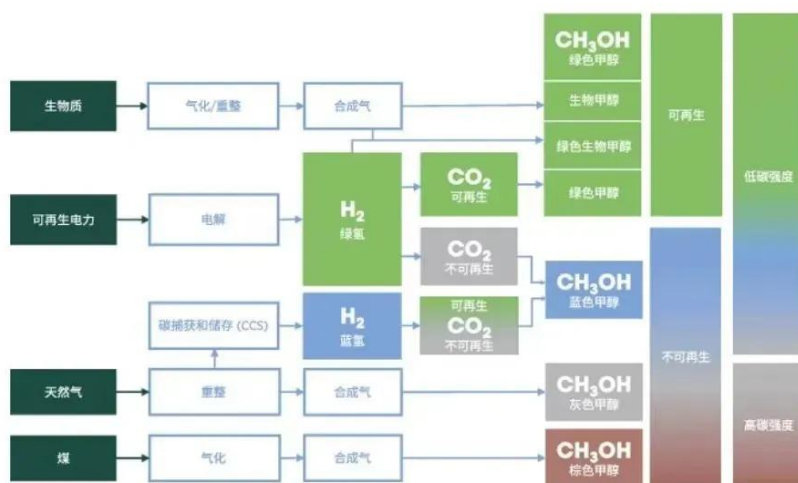 CH₃OH
绿色甲醇
生物质
气化/重整
合成气
生物甲醇
可再生
绿色生物甲醇
低碳强度
可再生电力
电解
H₂
绿氢
CO₂
可再生
绿色甲醇
CO₂
不可再生
CH₃OH
蓝色甲醇
碳捕获和储存 (CCS)
H₂
蓝氢
可再生
CO₂
不可再生
不可再生
天然气
重整
合成气
CH₃OH
灰色甲醇
高碳强度
煤
气化
合成气
CH₃OH
棕色甲醇